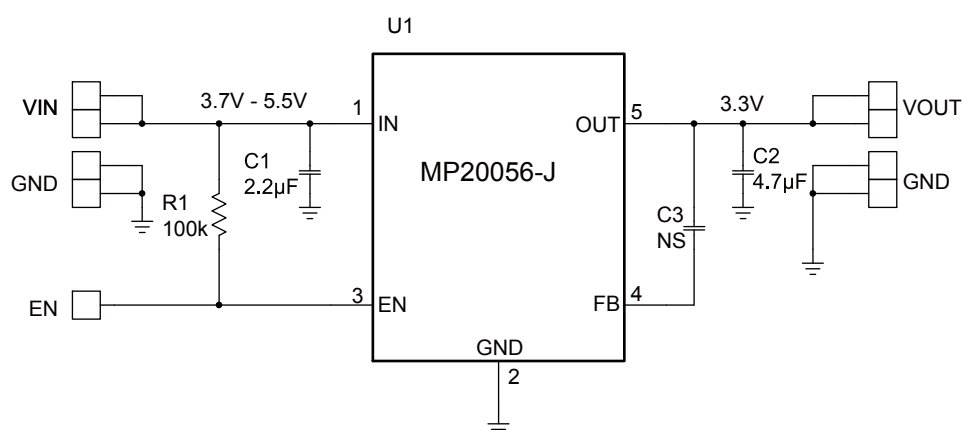 U1
VIN
3.7V - 5.5V
1
IN
OUT
5
3.3V
VOUT
GND
C1
2.2µF
MP20056-J
C2
4.7µF
GND
R1
100k
C3
NS
EN
3
EN
FB
4
GND
2